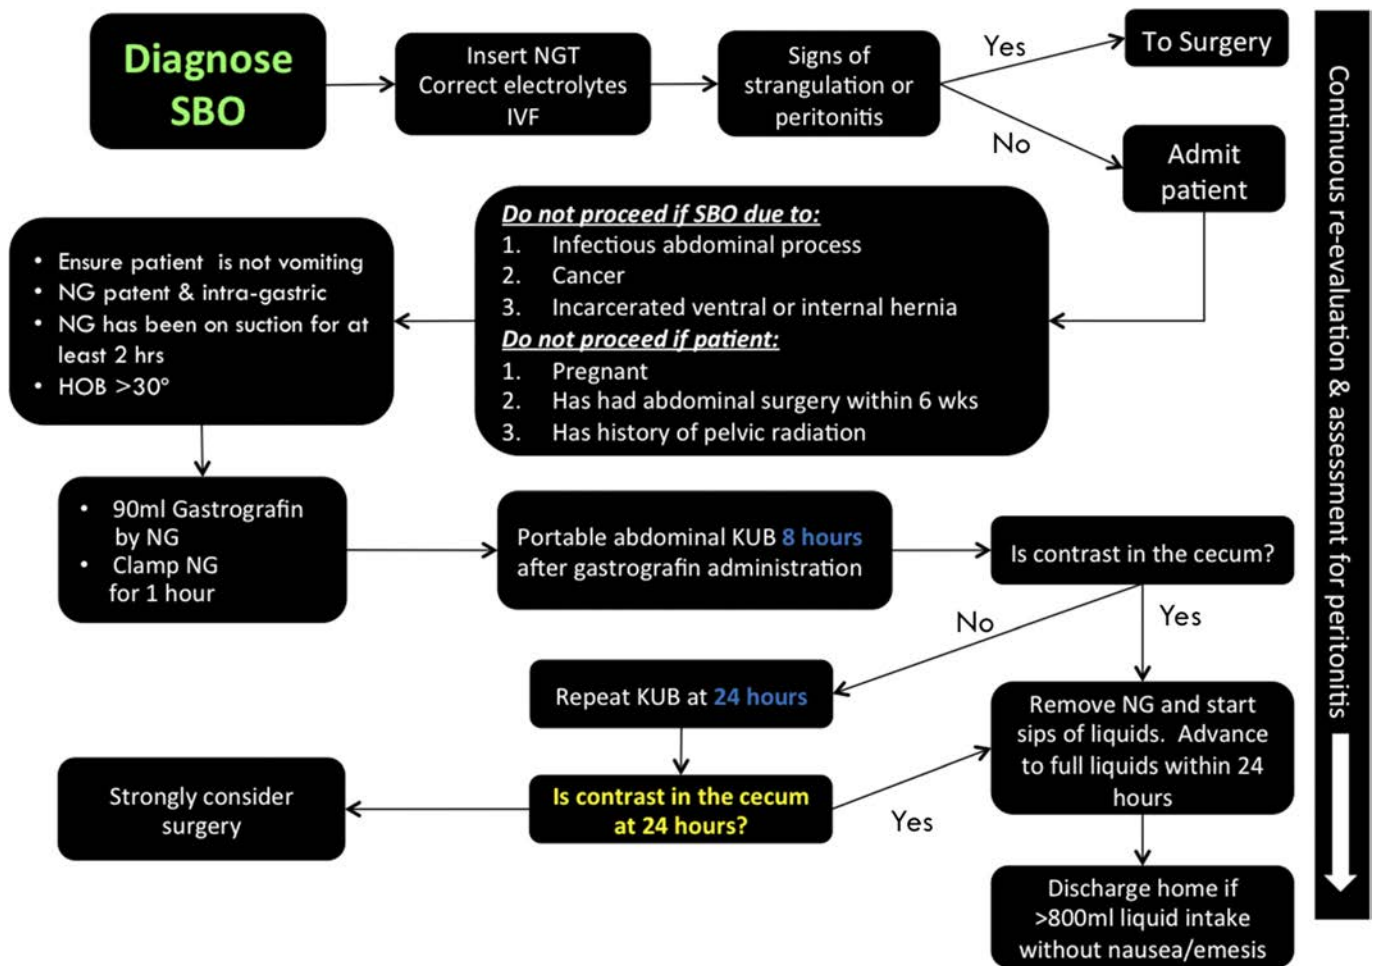 Diagnose
SBO
Insert NGT
Correct electrolytes
IVF
Signs of
strangulation or
peritonitis
Yes
To Surgery
No
Admit
patient
Do not proceed if SBO due to:
1. Infectious abdominal process
2. Cancer
3. Incarcerated ventral or internal hernia
Do not proceed if patient:
1. Pregnant
2. Has had abdominal surgery within 6 wks
3. Has history of pelvic radiation
• Ensure patient is not vomiting
• NG patent & intra-gastric
• NG has been on suction for at
least 2 hrs
• HOB >30°
• 90ml Gastrografin
by NG
• Clamp NG
for 1 hour
Portable abdominal KUB 8 hours
after gastrografin administration
Is contrast in the cecum?
No
Yes
Repeat KUB at 24 hours
Is contrast in the cecum
at 24 hours?
Yes
Strongly consider
surgery
Remove NG and start
sips of liquids. Advance
to full liquids within 24
hours
Discharge home if
>800ml liquid intake
without nausea/emesis
Continuous re-evaluation & assessment for peritonitis